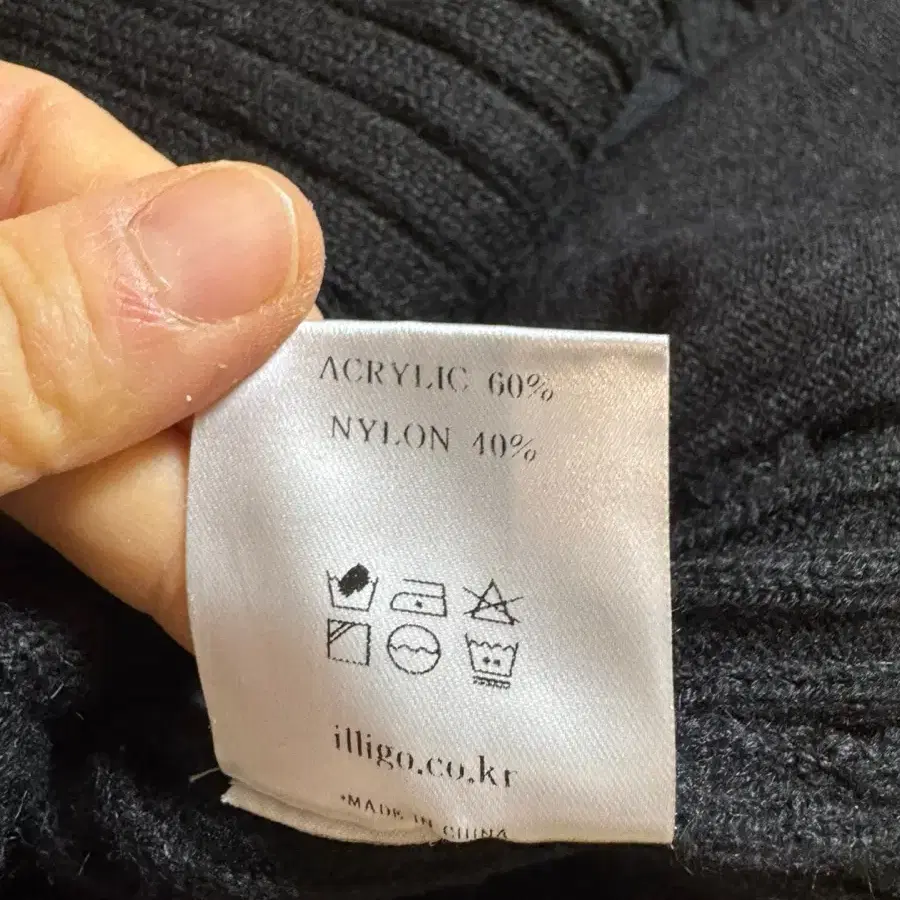 ACRYLIC 60%
NYLON 40%
illigo.co.kr
*MADE IN CHINA